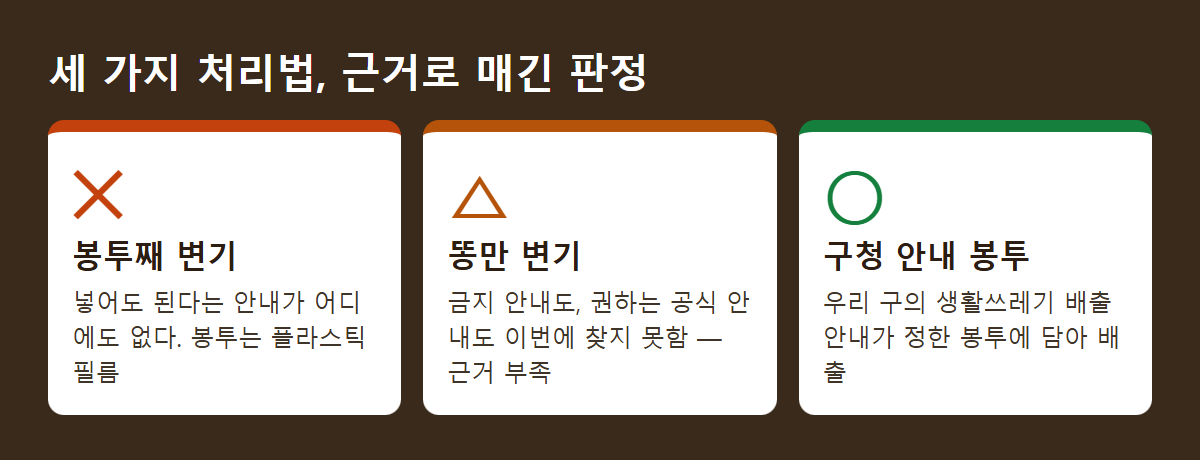 세 가지 처리법, 근거로 매긴 판정
봉투째 변기
넣어도 된다는 안내가 어디
에도 없다. 봉투는 플라스틱
필름
똥만 변기
금지 안내도, 권하는 공식 안
내도 이번에 찾지 못함 —
근거 부족
구청 안내 봉투
우리 구의 생활쓰레기 배출
안내가 정한 봉투에 담아 배
출